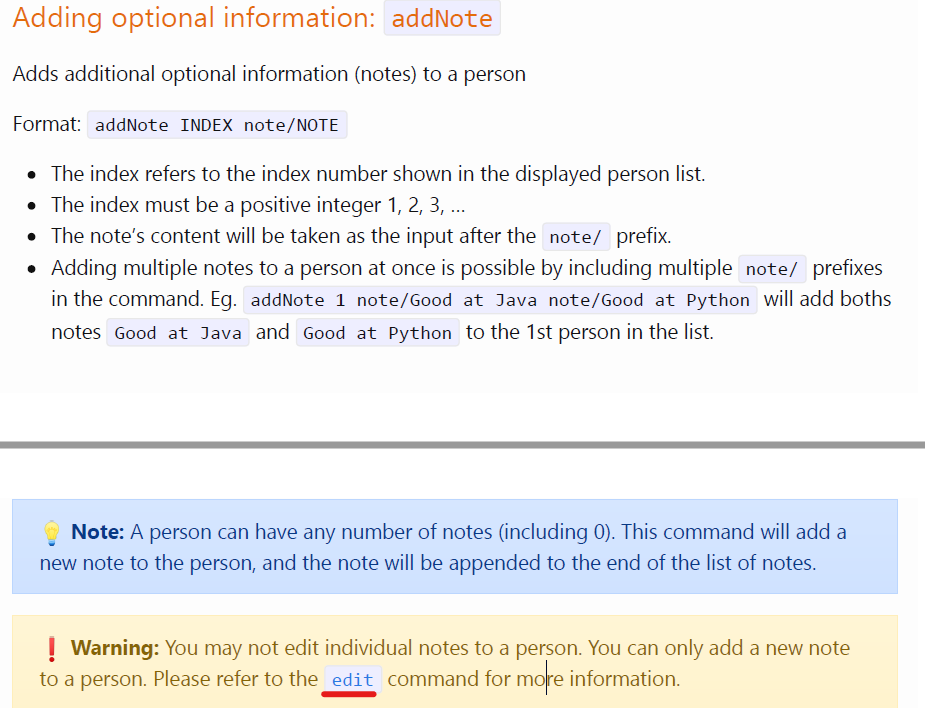 Adding optional information: addNote
Adds additional optional information (notes) to a person
Format: addNote INDEX note/NOTE
• The index refers to the index number shown in the displayed person list.
• The index must be a positive integer 1, 2, 3, ...
• The note's content will be taken as the input after the note/ prefix.
• Adding multiple notes to a person at once is possible by including multiple note/ prefixes
in the command. Eg. addNote 1 note/Good at Java note/Good at Python will add boths
notes Good at Java and Good at Python to the 1st person in the list.
💡 Note: A person can have any number of notes (including 0). This command will add a
new note to the person, and the note will be appended to the end of the list of notes.
❗ Warning: You may not edit individual notes to a person. You can only add a new note
to a person. Please refer to the edit command for more information.